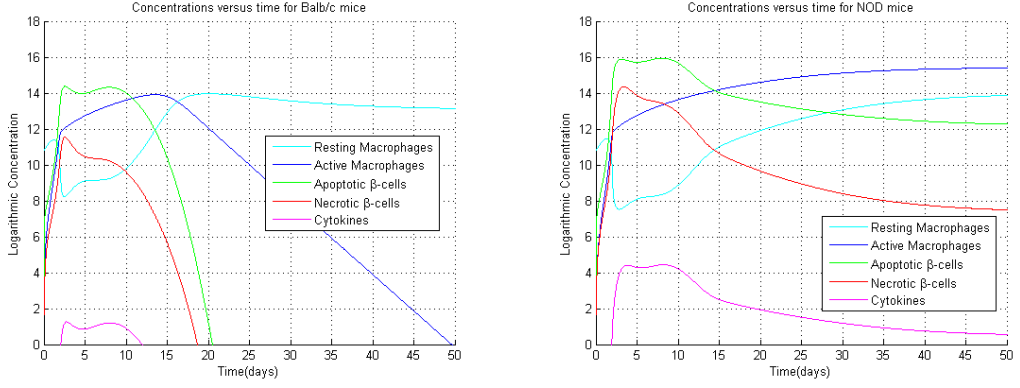 Concentrations versus time for Balb/c mice
18
16
14
12
10
8
6
4
2
0
Logarithmic Concentration
Resting Macrophages
Active Macrophages
Apoptotic β-cells
Necrotic β-cells
Cytokines
0 5 10 15 20 25 30 35 40 45 50
Time(days)
Concentrations versus time for NOD mice
18
16
14
12
10
8
6
4
2
0
Logarithmic Concentration
Resting Macrophages
Active Macrophages
Apoptotic β-cells
Necrotic β-cells
Cytokines
0 5 10 15 20 25 30 35 40 45 50
Time(days)